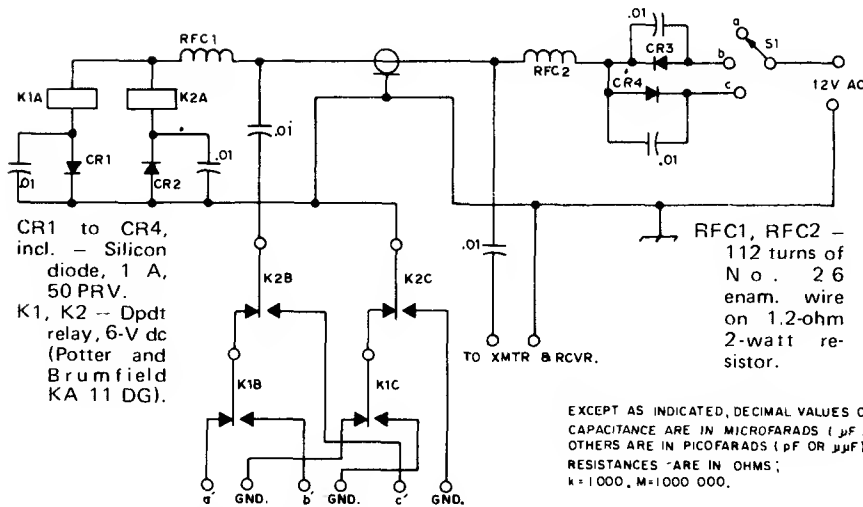 .01
RFC1
a
S1
CR3
b
K1A
K2A
RFC2
CR4
c
12V AC
.01
.01
CR1
CR2
.01
.01
.01
CR1 to CR4,
incl. — Silicon
diode, 1 A,
50 PRV.
K1, K2 — Dpdt
relay, 6-V dc
(Potter and
Brumfield
KA 11 DG).
K2B
K2C
K1B
K1C
TO XMTR & RCVR.
RFC1, RFC2 —
112 turns of
No. 26
enam. wire
on 1.2-ohm
2-watt re-
sistor.
EXCEPT AS INDICATED, DECIMAL VALUES O
CAPACITANCE ARE IN MICROFARADS ( µF
OTHERS ARE IN PICOFARADS ( pF OR µµF)
RESISTANCES ARE IN OHMS;
k=1000, M=1000 000.
a' GND. b' GND. c' GND.